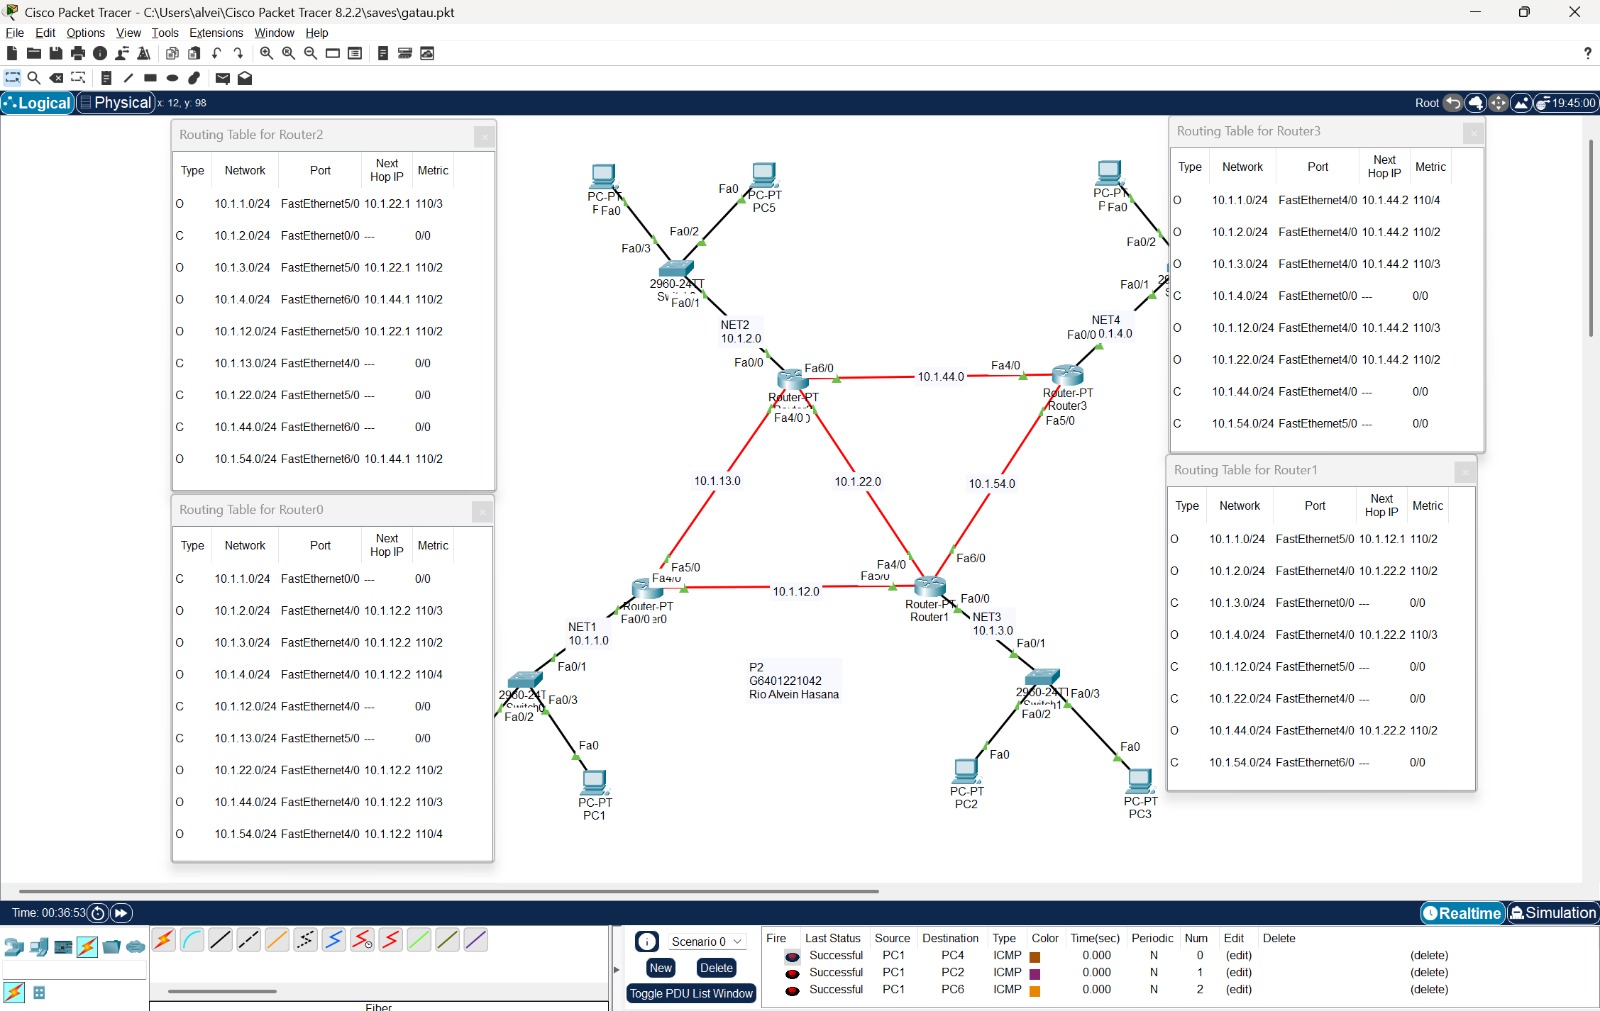 Cisco Packet Tracer - C:\Users\alvei\Cisco Packet Tracer 8.2.2\saves\gatau.pkt
File Edit Options View Tools Extensions Window Help
?
Logical Physical x: 12, y: 98 Root 19:45:00
Routing Table for Router2
Type Network Port Next Hop IP Metric
O 10.1.1.0/24 FastEthernet5/0 10.1.22.1 110/3
C 10.1.2.0/24 FastEthernet0/0 --- 0/0
O 10.1.3.0/24 FastEthernet5/0 10.1.22.1 110/2
O 10.1.4.0/24 FastEthernet6/0 10.1.44.1 110/2
O 10.1.12.0/24 FastEthernet5/0 10.1.22.1 110/2
C 10.1.13.0/24 FastEthernet4/0 --- 0/0
C 10.1.22.0/24 FastEthernet5/0 --- 0/0
C 10.1.44.0/24 FastEthernet6/0 --- 0/0
O 10.1.54.0/24 FastEthernet6/0 10.1.44.1 110/2
Routing Table for Router0
Type Network Port Next Hop IP Metric
C 10.1.1.0/24 FastEthernet0/0 --- 0/0
O 10.1.2.0/24 FastEthernet4/0 10.1.12.2 110/3
O 10.1.3.0/24 FastEthernet4/0 10.1.12.2 110/2
O 10.1.4.0/24 FastEthernet4/0 10.1.12.2 110/4
C 10.1.12.0/24 FastEthernet4/0 --- 0/0
C 10.1.13.0/24 FastEthernet5/0 --- 0/0
O 10.1.22.0/24 FastEthernet4/0 10.1.12.2 110/2
O 10.1.44.0/24 FastEthernet4/0 10.1.12.2 110/3
O 10.1.54.0/24 FastEthernet4/0 10.1.12.2 110/4
PC-PT
Fa0
Fa0
PC-PT
PC5
Fa0/2
Fa0/3
2960-24TT
Fa0/1
NET2
10.1.2.0
Fa0/0
Fa6/0
Router-PT
Fa4/0
10.1.44.0
Fa4/0
PC-PT
Fa0
Fa0/2
Fa0/1
NET4
Fa0/0 0.1.4.0
Router-PT
Router3
Fa5/0
10.1.13.0
10.1.22.0
10.1.54.0
Fa5/0
Fa4/0
Router-PT
Fa0/0
10.1.12.0
Fa4/0
Fa5/0
Fa6/0
Router-PT
Router1
Fa0/0
NET1
10.1.1.0
NET3
10.1.3.0
Fa0/1
Fa0/1
2960-24T
Fa0/3
Fa0/2
Fa0
PC-PT
PC1
P2
G6401221042
Rio Alvein Hasana
2960-24TT
Fa0/3
Fa0/2
Fa0
PC-PT
PC2
Fa0
PC-PT
PC3
Routing Table for Router3
Type Network Port Next Hop IP Metric
O 10.1.1.0/24 FastEthernet4/0 10.1.44.2 110/4
O 10.1.2.0/24 FastEthernet4/0 10.1.44.2 110/2
O 10.1.3.0/24 FastEthernet4/0 10.1.44.2 110/3
C 10.1.4.0/24 FastEthernet0/0 --- 0/0
O 10.1.12.0/24 FastEthernet4/0 10.1.44.2 110/3
O 10.1.22.0/24 FastEthernet4/0 10.1.44.2 110/2
C 10.1.44.0/24 FastEthernet4/0 --- 0/0
C 10.1.54.0/24 FastEthernet5/0 --- 0/0
Routing Table for Router1
Type Network Port Next Hop IP Metric
O 10.1.1.0/24 FastEthernet5/0 10.1.12.1 110/2
O 10.1.2.0/24 FastEthernet4/0 10.1.22.2 110/2
C 10.1.3.0/24 FastEthernet0/0 --- 0/0
O 10.1.4.0/24 FastEthernet4/0 10.1.22.2 110/3
C 10.1.12.0/24 FastEthernet5/0 --- 0/0
C 10.1.22.0/24 FastEthernet4/0 --- 0/0
O 10.1.44.0/24 FastEthernet4/0 10.1.22.2 110/2
C 10.1.54.0/24 FastEthernet6/0 --- 0/0
Time: 00:36:53 Realtime Simulation
Fiber
Scenario 0
New Delete
Toggle PDU List Window
Fire Last Status Source Destination Type Color Time(sec) Periodic Num Edit Delete
Successful PC1 PC4 ICMP 0.000 N 0 (edit) (delete)
Successful PC1 PC2 ICMP 0.000 N 1 (edit) (delete)
Successful PC1 PC6 ICMP 0.000 N 2 (edit) (delete)